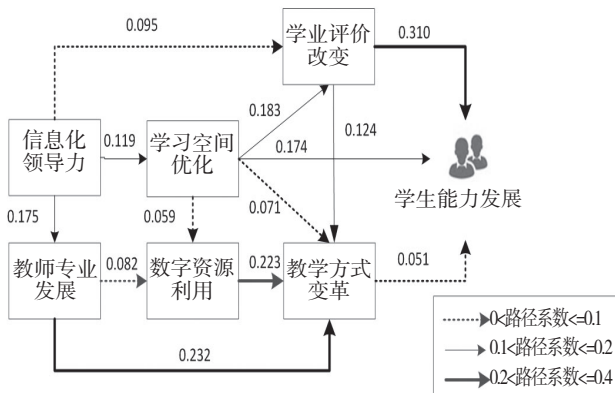 0.095
学业评价
改变
0.310
0.183
0.124
信息化
领导力
0.119
学习空间
优化
0.174
学生能力发展
0.175
0.059
0.071
教师专业
发展
0.082
数字资源
利用
0.223
教学方式
变革
0.051
0.232
0<路径系数<=0.1
0.1<路径系数<=0.2
0.2<路径系数<=0.4